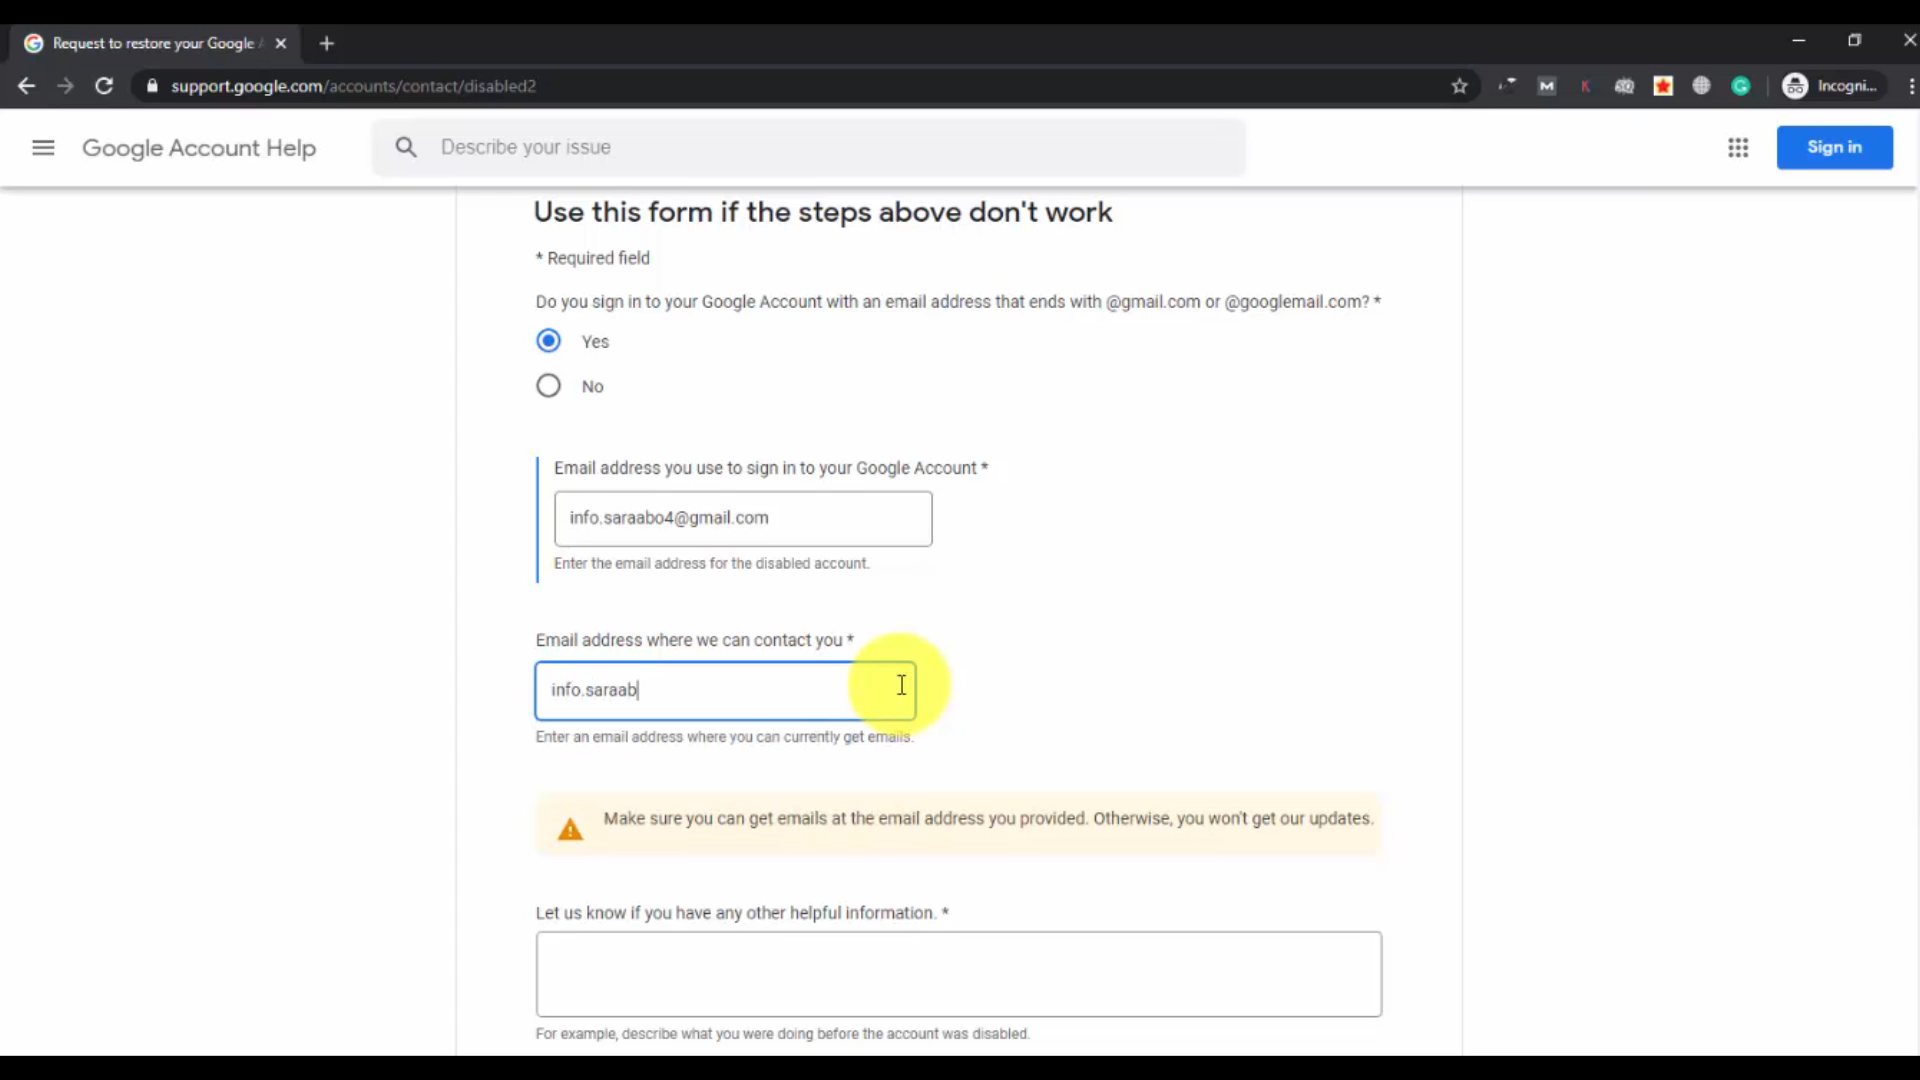 Request to restore your Google
support.google.com/accounts/contact/disabled2
Incogni...
Google Account Help
Describe your issue
Sign in
Use this form if the steps above don't work
* Required field
Do you sign in to your Google Account with an email address that ends with @gmail.com or @googlemail.com? *
Yes
No
Email address you use to sign in to your Google Account *
info.saraabo4@gmail.com
Enter the email address for the disabled account.
Email address where we can contact you *
info.saraab
Enter an email address where you can currently get emails.
Make sure you can get emails at the email address you provided. Otherwise, you won't get our updates.
Let us know if you have any other helpful information. *
For example, describe what you were doing before the account was disabled.